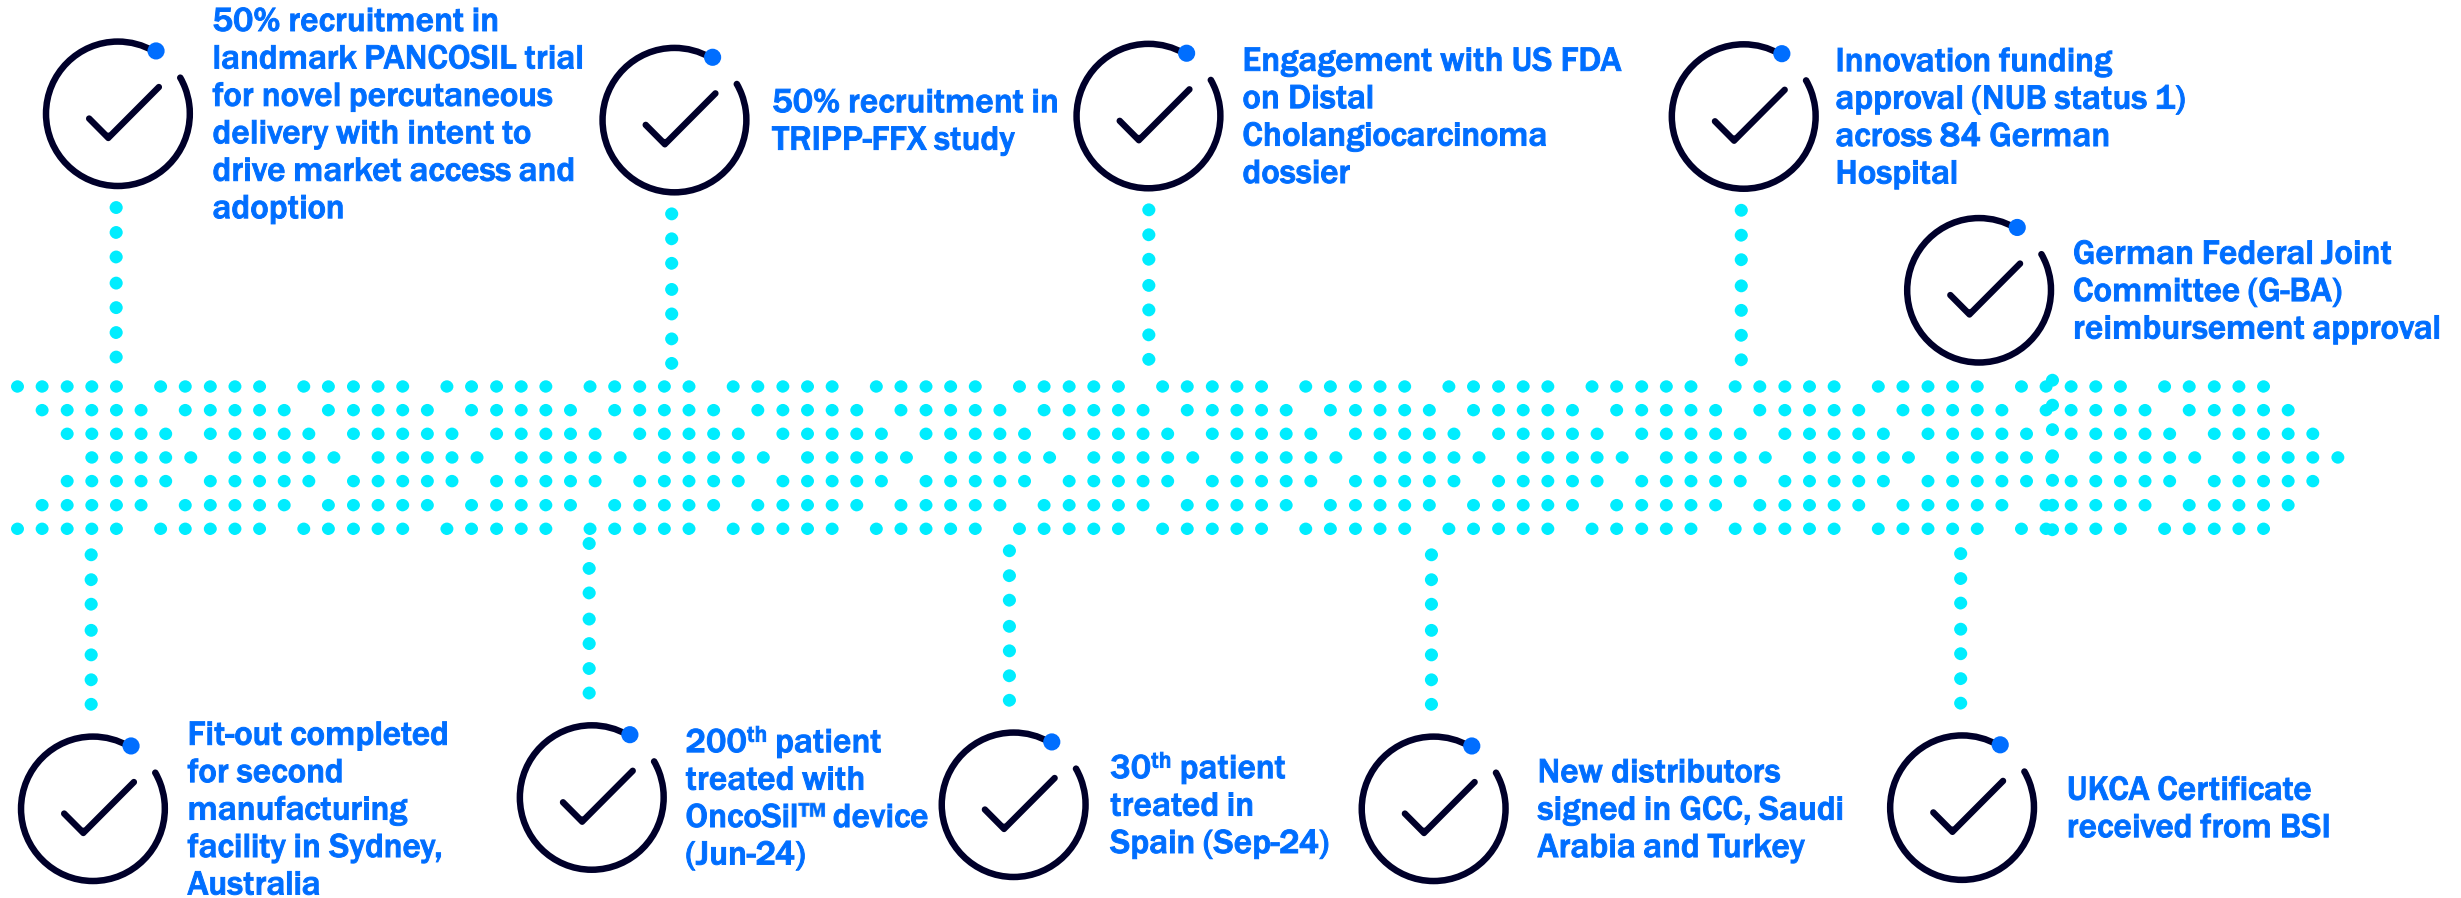 50% recruitment in
landmark PANCOSIL trial
for novel percutaneous
delivery with intent to
drive market access and
adoption
50% recruitment in
TRIPP-FFX study
Engagement with US FDA
on Distal
Cholangiocarcinoma
dossier
Innovation funding
approval (NUB status 1)
across 84 German
Hospital
German Federal Joint
Committee (G-BA)
reimbursement approval
Fit-out completed
for second
manufacturing
facility in Sydney,
Australia
200th patient
treated with
OncoSil™ device
(Jun-24)
30th patient
treated in
Spain (Sep-24)
New distributors
signed in GCC, Saudi
Arabia and Turkey
UKCA Certificate
received from BSI